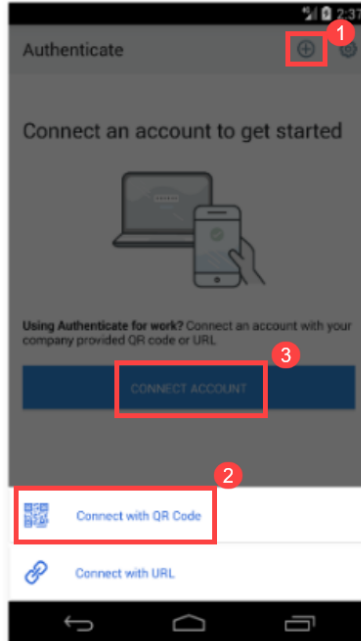 2:37
1
Authenticate
Connect an account to get started
Using Authenticate for work? Connect an account with your
company provided QR code or URL
3
CONNECT ACCOUNT
2
Connect with QR Code
Connect with URL